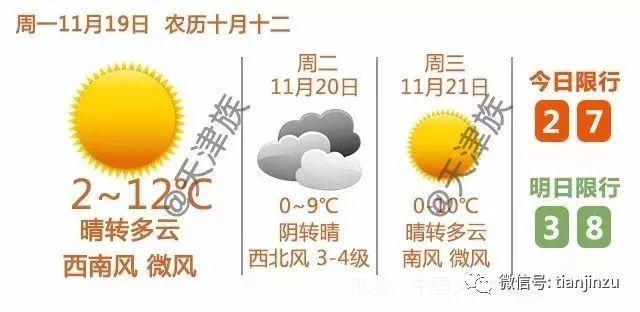 周一11月19日 农历十月十二
2~12℃
晴转多云
西南风 微风
周二
11月20日
0~9℃
阴转晴
西北风 3-4级
周三
11月21日
0-10℃
晴转多云
南风 微风
今日限行
2 7
明日限行
3 8
@天津族
@天津族
微信号: tianjinzu